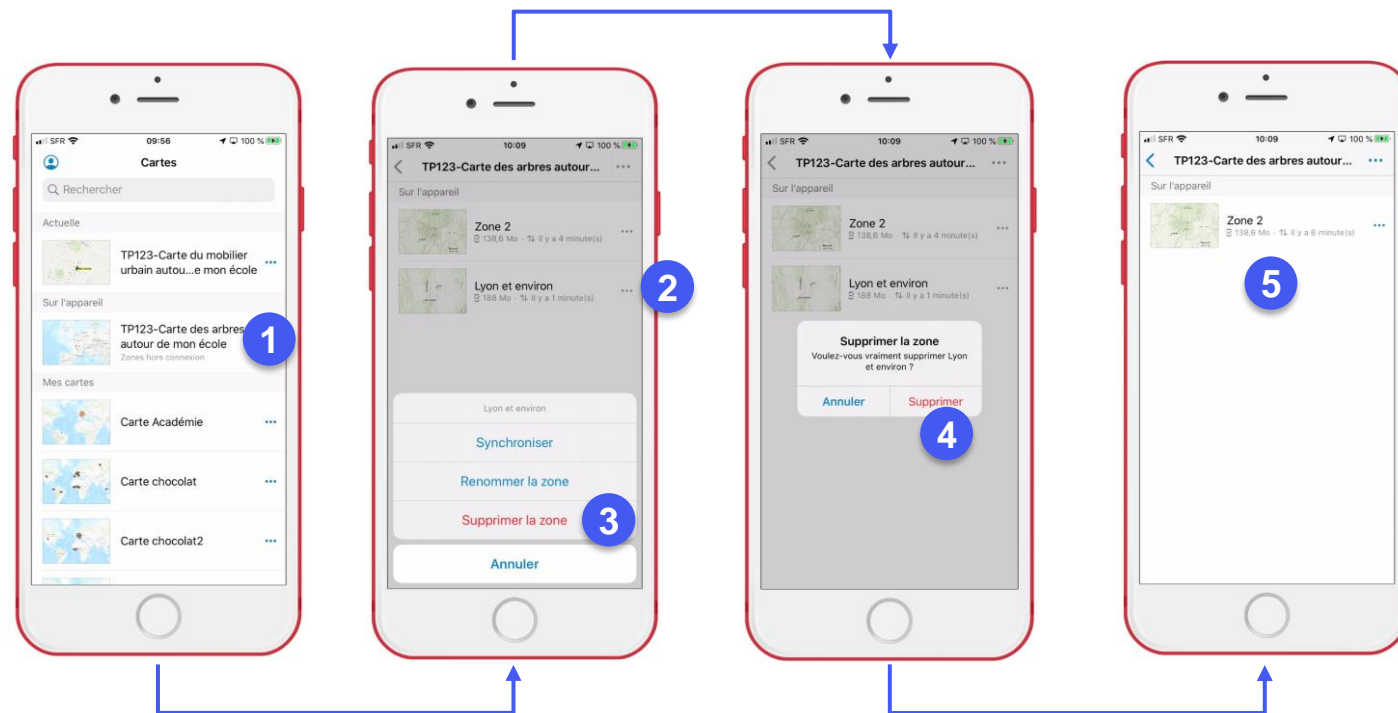 SFR 09:56 100 %
Cartes
Rechercher
Actuelle
TP123-Carte du mobilier
urbain autou...e mon école
Sur l'appareil
TP123-Carte des arbres
autour de mon école
Zones hors connexion
1
Mes cartes
Carte Académie
Carte chocolat
Carte chocolat2
SFR 10:09 100 %
TP123-Carte des arbres autour...
Sur l'appareil
Zone 2
138,6 Mo - Il y a 4 minute(s)
Lyon et environ
188 Mo - Il y a 1 minute(s)
2
Lyon et environ
Synchroniser
Renommer la zone
Supprimer la zone
3
Annuler
SFR 10:09 100 %
TP123-Carte des arbres autour...
Sur l'appareil
Zone 2
138,6 Mo - Il y a 4 minute(s)
Lyon et environ
188 Mo - Il y a 1 minute(s)
Supprimer la zone
Voulez-vous vraiment supprimer Lyon
et environ ?
Annuler Supprimer
4
SFR 10:09 100 %
TP123-Carte des arbres autour...
Sur l'appareil
Zone 2
138,6 Mo - Il y a 6 minute(s)
5